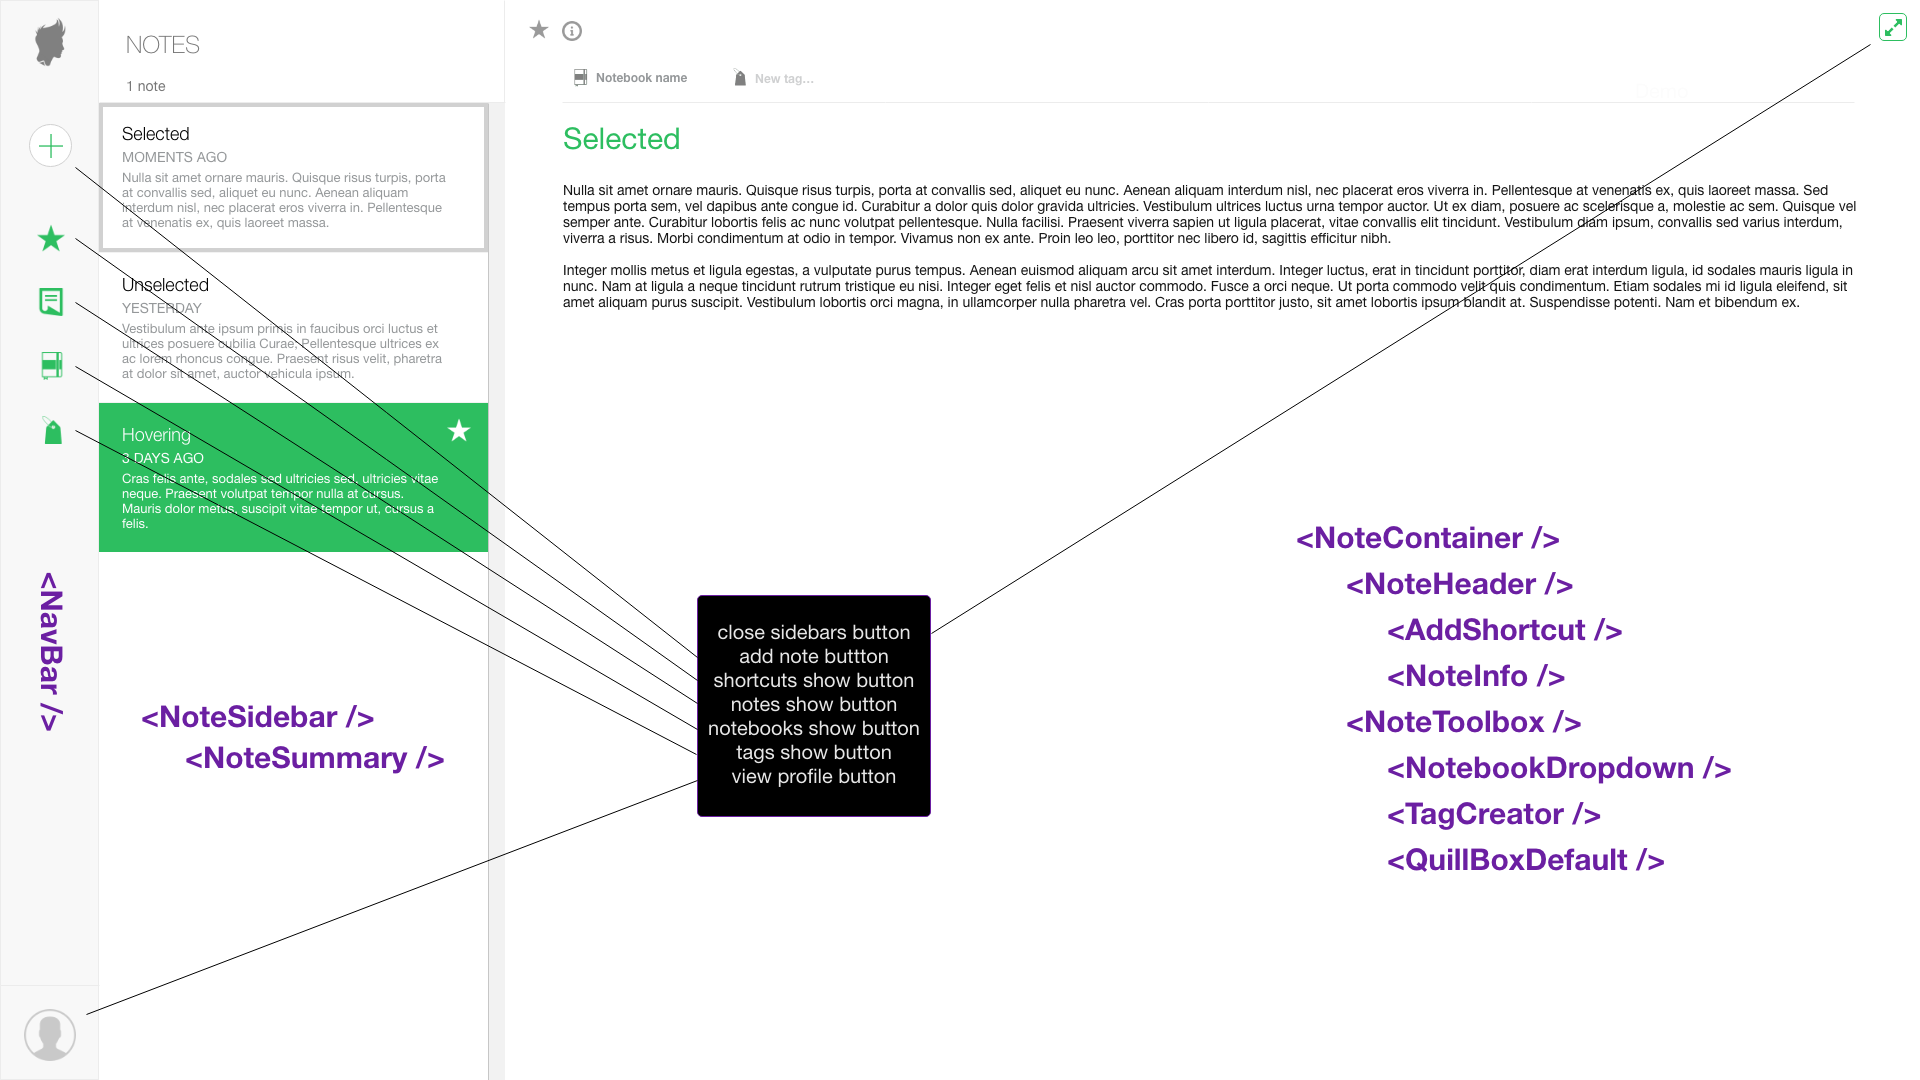 NOTES
1 note
Selected
MOMENTS AGO
Nulla sit amet ornare mauris. Quisque risus turpis, porta
at convallis sed, aliquet eu nunc. Aenean aliquam
interdum nisl, nec placerat eros viverra in. Pellentesque
at venenatis ex, quis laoreet massa.
Unselected
YESTERDAY
Vestibulum ante ipsum primis in faucibus orci luctus et
ultrices posuere cubilia Curae; Pellentesque ultrices ex
ac lorem rhoncus congue. Praesent risus velit, pharetra
at dolor sit amet, auctor vehicula ipsum.
Hovering
3 DAYS AGO
Cras felis ante, sodales sed ultricies sed, ultricies vitae
neque. Praesent volutpat tempor nulla at cursus.
Mauris dolor metus, suscipit vitae tempor ut, cursus a
felis.
<NavBar />
<NoteSidebar />
<NoteSummary />
Notebook name
New tag...
Selected
Nulla sit amet ornare mauris. Quisque risus turpis, porta at convallis sed, aliquet eu nunc. Aenean aliquam interdum nisl, nec placerat eros viverra in. Pellentesque at venenatis ex, quis laoreet massa. Sed
tempus porta sem, vel dapibus ante congue id. Curabitur a dolor quis dolor gravida ultricies. Vestibulum ultrices luctus urna tempor auctor. Ut ex diam, posuere ac scelerisque a, molestie ac sem. Quisque vel
semper ante. Curabitur lobortis felis ac nunc volutpat pellentesque. Nulla facilisi. Praesent viverra sapien ut ligula placerat, vitae convallis elit tincidunt. Vestibulum diam ipsum, convallis sed varius interdum,
viverra a risus. Morbi condimentum at odio in tempor. Vivamus non ex ante. Proin leo leo, porttitor nec libero id, sagittis efficitur nibh.
Integer mollis metus et ligula egestas, a vulputate purus tempus. Aenean euismod aliquam arcu sit amet interdum. Integer luctus, erat in tincidunt porttitor, diam erat interdum ligula, id sodales mauris ligula in
nunc. Nam at ligula a neque tincidunt rutrum tristique eu nisi. Integer eget felis et nisl auctor commodo. Fusce a orci neque. Ut porta commodo velit quis condimentum. Etiam sodales mi id ligula eleifend, sit
amet aliquam purus suscipit. Vestibulum lobortis orci magna, in ullamcorper nulla pharetra vel. Cras porta porttitor justo, sit amet lobortis ipsum blandit at. Suspendisse potenti. Nam et bibendum ex.
close sidebars button
add note buttton
shortcuts show button
notes show button
notebooks show button
tags show button
view profile button
<NoteContainer />
<NoteHeader />
<AddShortcut />
<NoteInfo />
<NoteToolbox />
<NotebookDropdown />
<TagCreator />
<QuillBoxDefault />